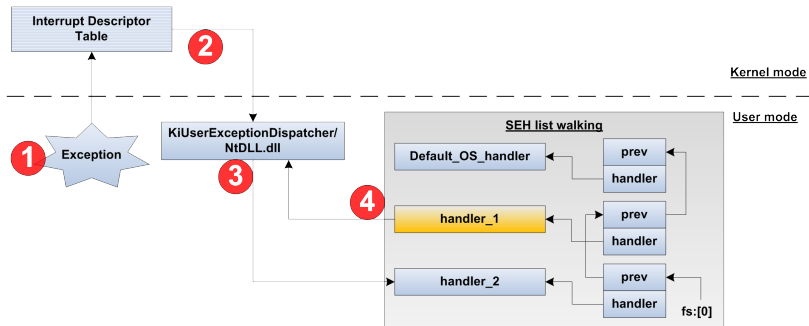 Interrupt Descriptor
Table
2
Kernel mode
User mode
1
Exception
KiUserExceptionDispatcher/
NtDLL.dll
3
4
SEH list walking
Default_OS_handler
prev
handler
handler_1
prev
handler
handler_2
prev
handler
fs:[0]